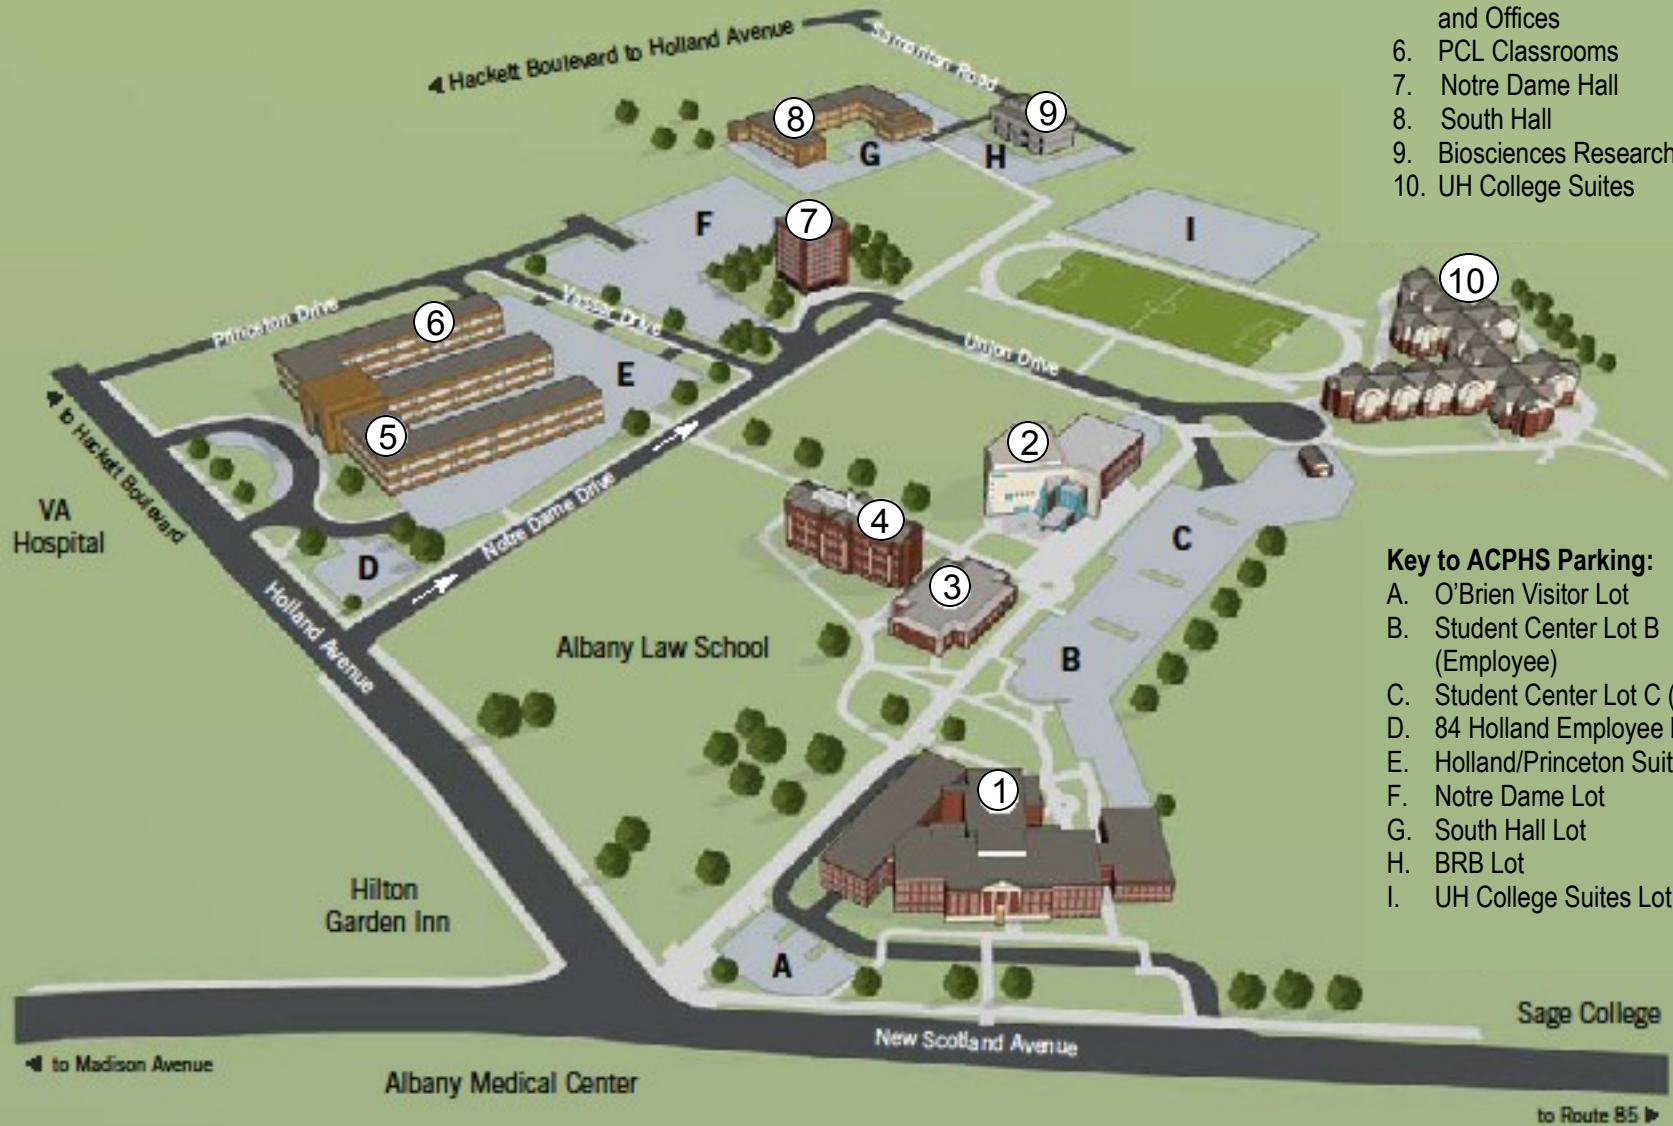 Hackett Boulevard to Holland Avenue
8
9
G
H
F
7
I
10
Princeton Drive
6
Vassar Drive
E
Union Drive
5
2
to Hackett Boulevard
VA
Hospital
4
C
Notre Dame Drive
D
3
Holland Avenue
Albany Law School
B
1
Hilton
Garden Inn
A
Sage College
New Scotland Avenue
to Madison Avenue
Albany Medical Center
to Route 85
and Offices
6. PCL Classrooms
7. Notre Dame Hall
8. South Hall
9. Biosciences Research
10. UH College Suites
Key to ACPHS Parking:
A. O'Brien Visitor Lot
B. Student Center Lot B
(Employee)
C. Student Center Lot C (
D. 84 Holland Employee
E. Holland/Princeton Suit
F. Notre Dame Lot
G. South Hall Lot
H. BRB Lot
I. UH College Suites Lot